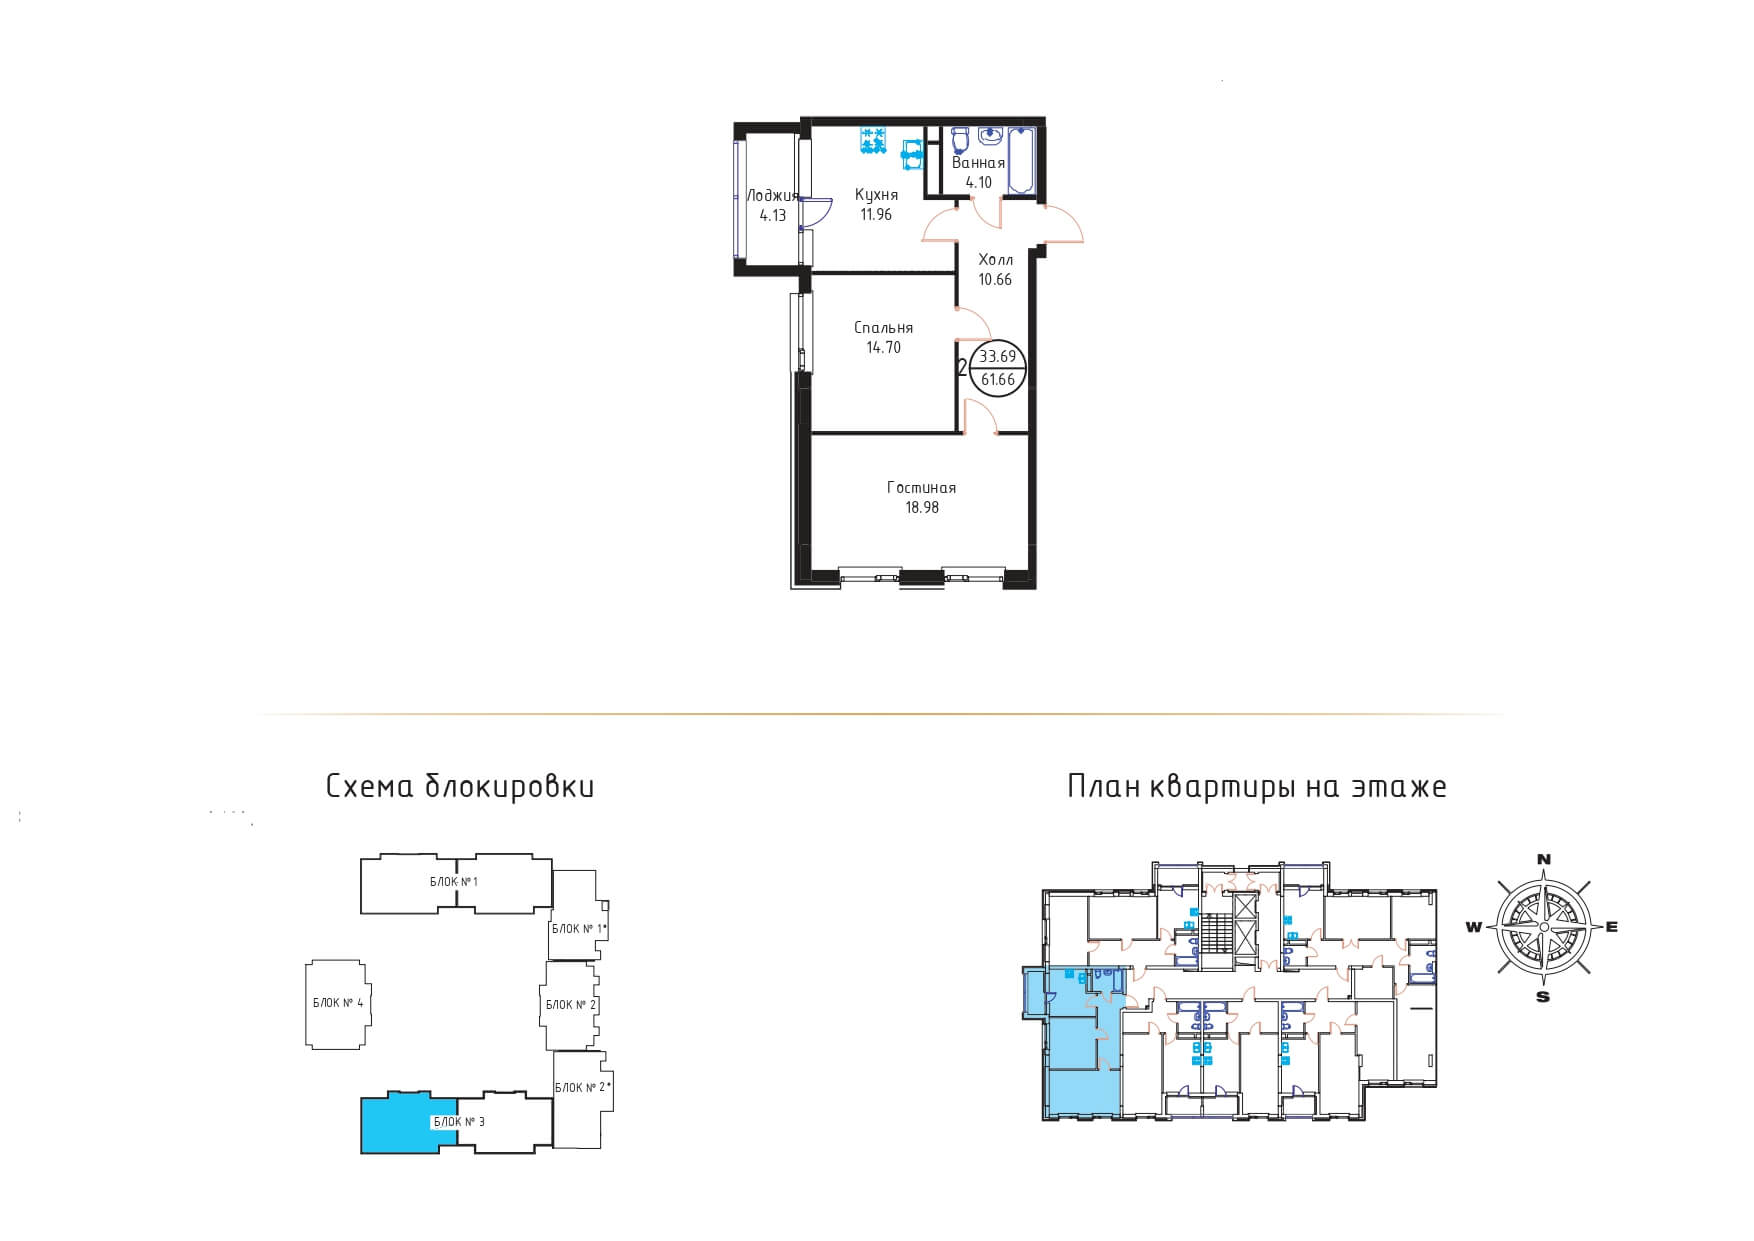 Ванная
4.10
Лоджия
4.13
Кухня
11.96
Холл
10.66
Спальня
14.70
2
33.69
61.66
Гостиная
18.98
Схема блокировки
План квартиры на этаже
БЛОК №1
БЛОК № 1*
БЛОК № 4
БЛОК № 2
БЛОК № 2*
БЛОК № 3
N
W
E
S